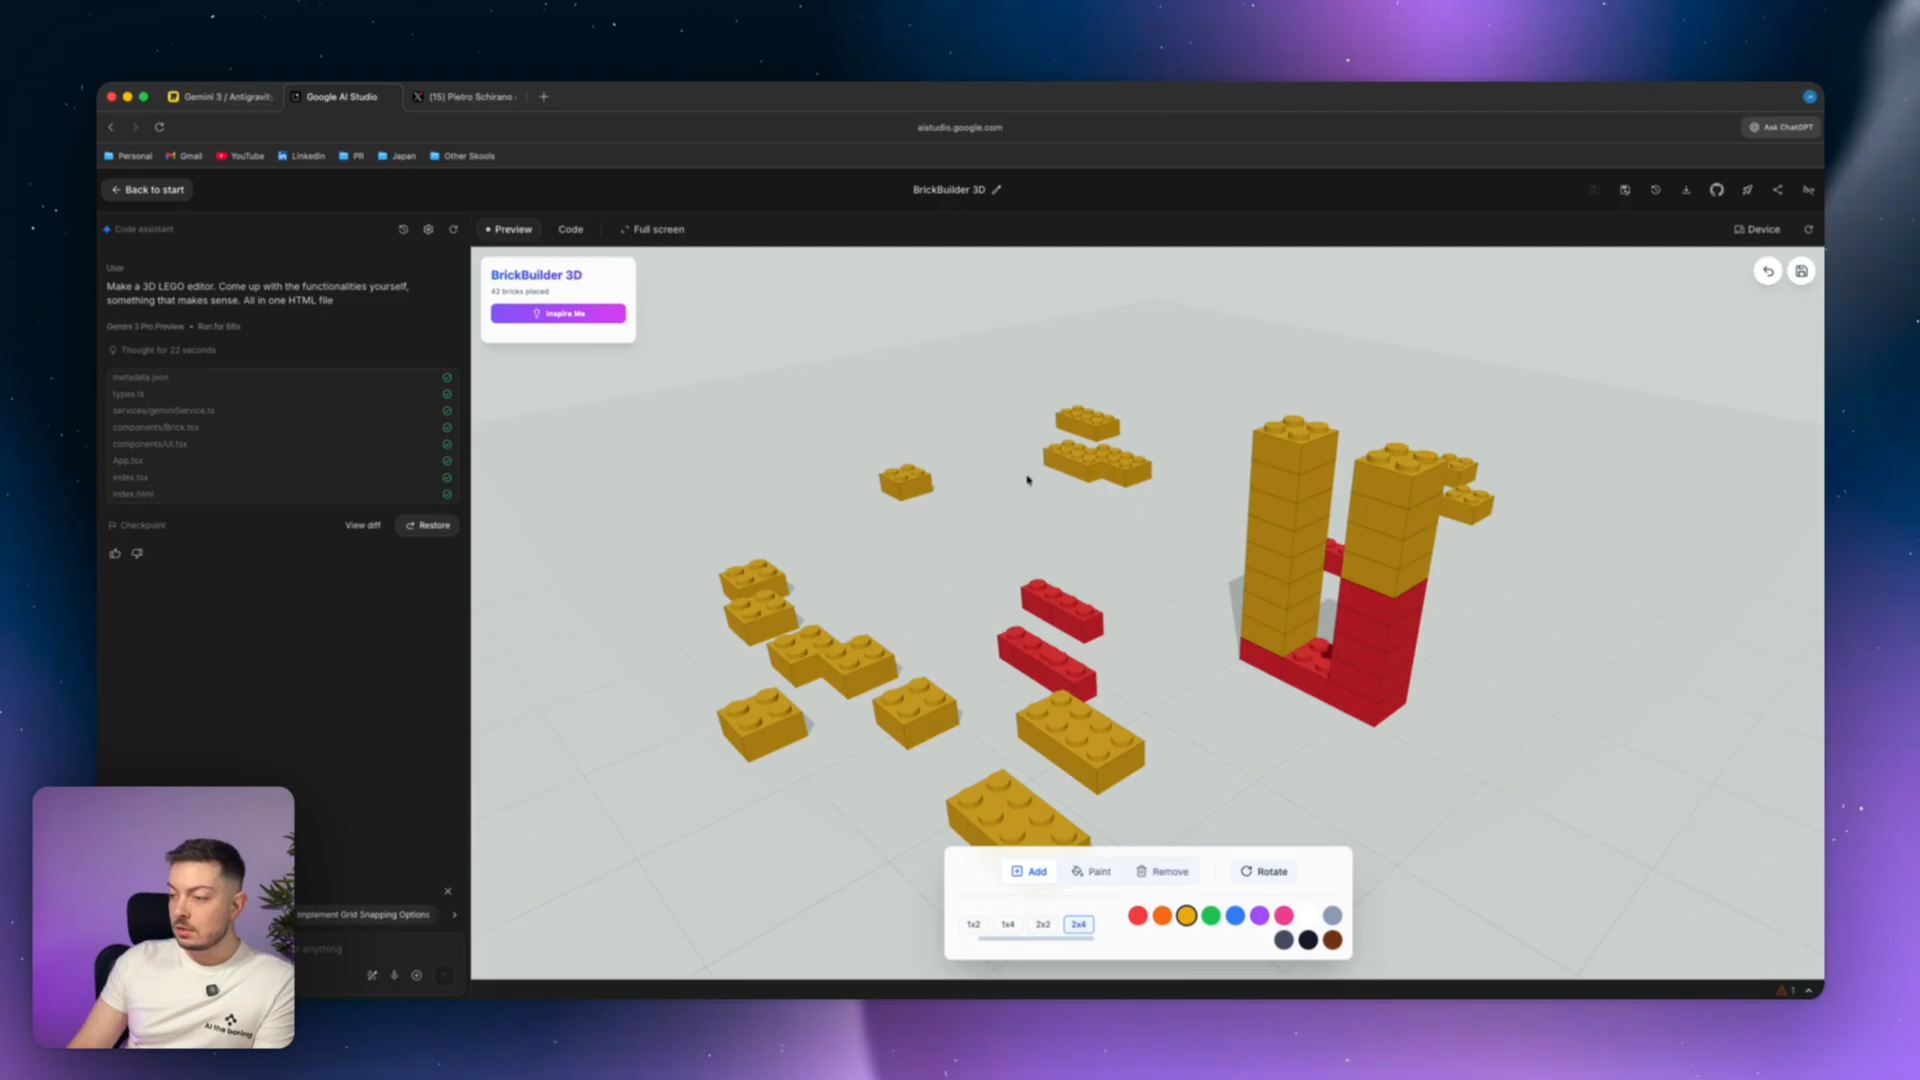 Gemini 3 / Antigravity
Google AI Studio
(15) Pietro Schirano
aistudio.google.com
Ask ChatGPT
Personal
Gmail
YouTube
LinkedIn
PR
Japan
Other Skools
Back to start
BrickBuilder 3D
Code assistant
Preview
Code
Full screen
Device
User
Make a 3D LEGO editor. Come up with the functionalities yourself,
something that makes sense. All in one HTML file
Gemini 3 Pro Preview • Ran for 68s
Thought for 22 seconds
metadata.json
types.ts
services/geminiService.ts
components/Brick.tsx
components/UI.tsx
App.tsx
index.tsx
index.html
Checkpoint
View diff
Restore
BrickBuilder 3D
42 bricks placed
Inspire Me
Implement Grid Snapping Options
anything
Add
Paint
Remove
Rotate
1x2
1x4
2x2
2x4
1
AI the boring